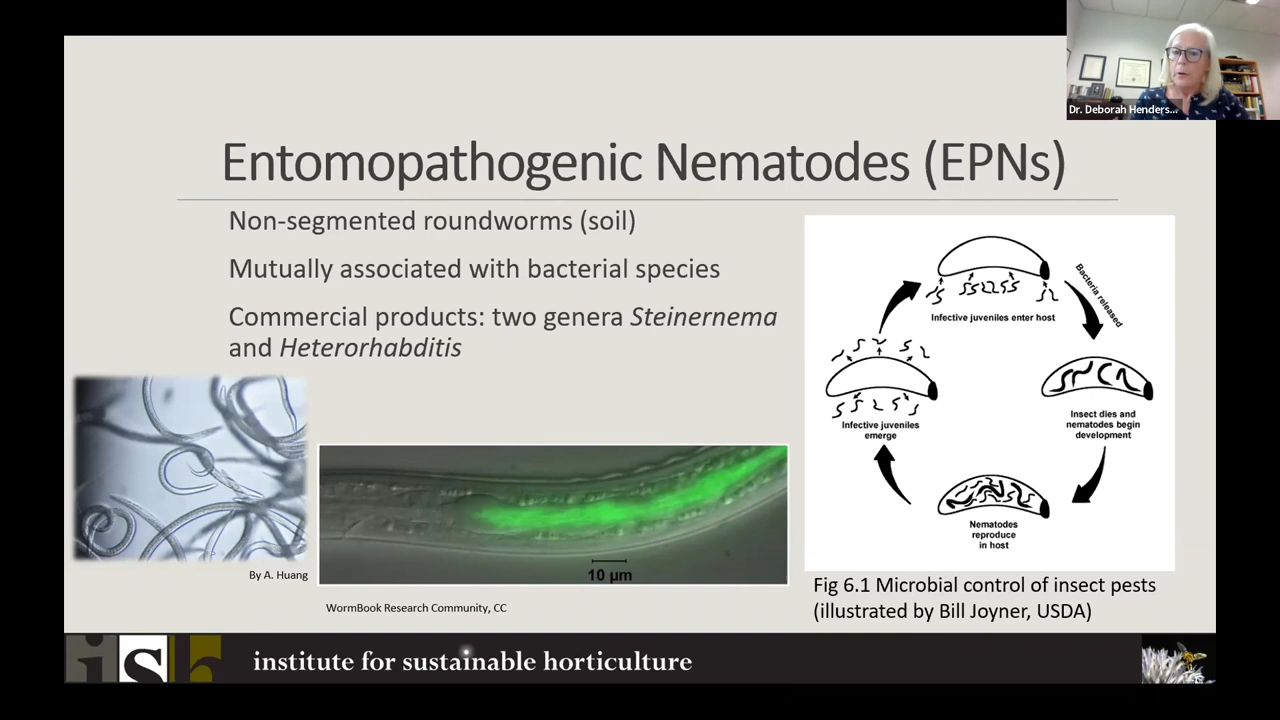 Dr. Deborah Henders...
Entomopathogenic Nematodes (EPNs)
Non-segmented roundworms (soil)
Mutually associated with bacterial species
Commercial products: two genera Steinernema
and Heterorhabditis
Infective juveniles enter host
Bacteria released
Insect dies and
nematodes begin
development
Nematodes
reproduce
in host
Infective juveniles
emerge
10 µm
By A. Huang
WormBook Research Community, CC
Fig 6.1 Microbial control of insect pests
(illustrated by Bill Joyner, USDA)
ish
institute for sustainable horticulture